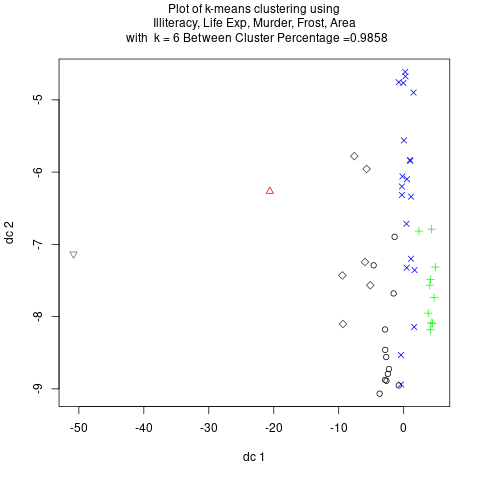 Plot of k-means clustering using
Illiteracy, Life Exp, Murder, Frost, Area
with k = 6 Between Cluster Percentage =0.9858
dc 2
-5
-6
-7
-8
-9
-50
-40
-30
-20
-10
0
dc 1